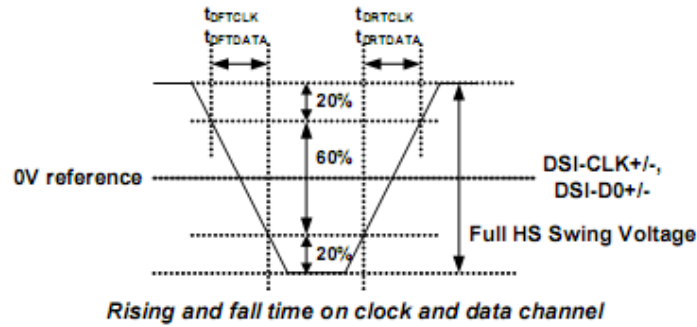 tDFTCLK
tDFTDATA
tDRTCLK
tDRTDATA
20%
60%
0V reference
DSI-CLK+/-,
DSI-D0+/-
Full HS Swing Voltage
20%
Rising and fall time on clock and data channel